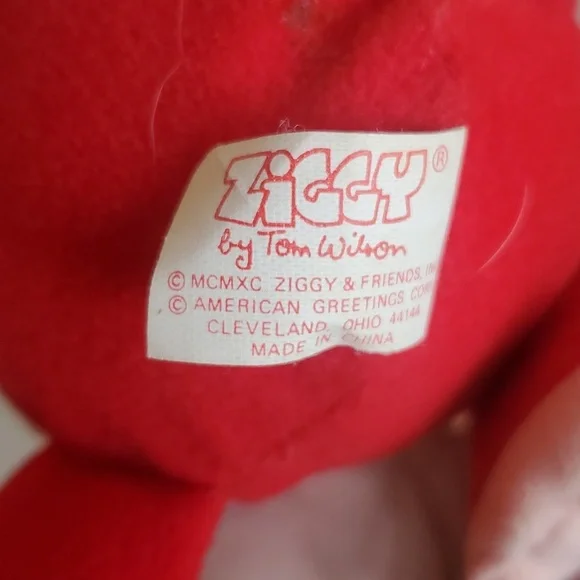 ZiGGY®
by Tom Wilson
© MCMXC ZIGGY & FRIENDS,
© AMERICAN GREETINGS
CLEVELAND, OHIO 44144
MADE IN CHINA